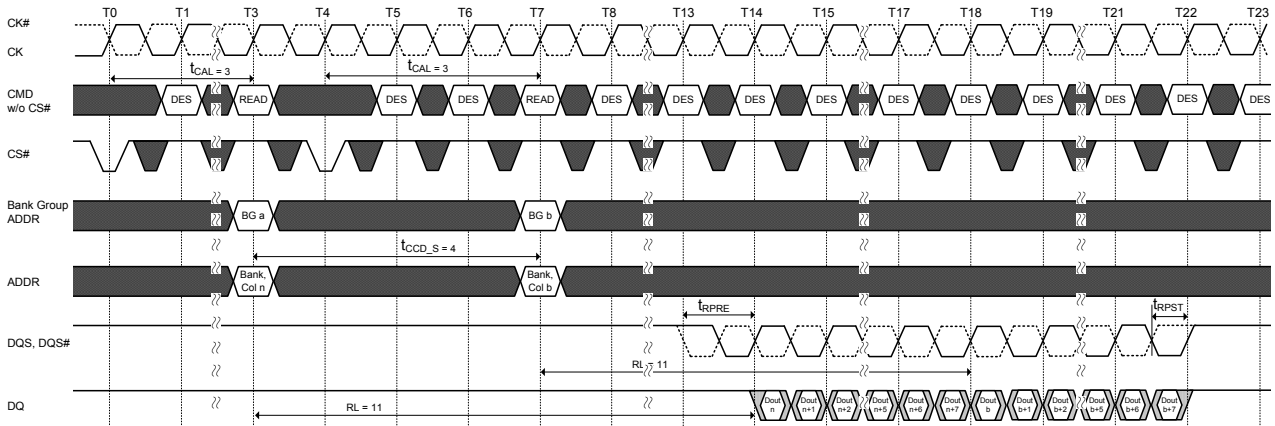 T0 T1 T3 T4 T5 T6 T7 T8 T13 T14 T15 T17 T18 T19 T21 T22 T23
CK#
CK
tCAL = 3 tCAL = 3
CMD
w/o CS#
DES READ DES DES READ DES DES DES DES DES DES DES DES DES DES
CS#
Bank Group
ADDR
BG a BG b
tCCD_S = 4
ADDR
Bank,
Col n
Bank,
Col b
tRPRE tRPST
DQS, DQS#
RL = 11
DQ
RL = 11
Dout
n
Dout
n+1
Dout
n+2
Dout
n+5
Dout
n+6
Dout
n+7
Dout
b
Dout
b+1
Dout
b+2
Dout
b+5
Dout
b+6
Dout
b+7